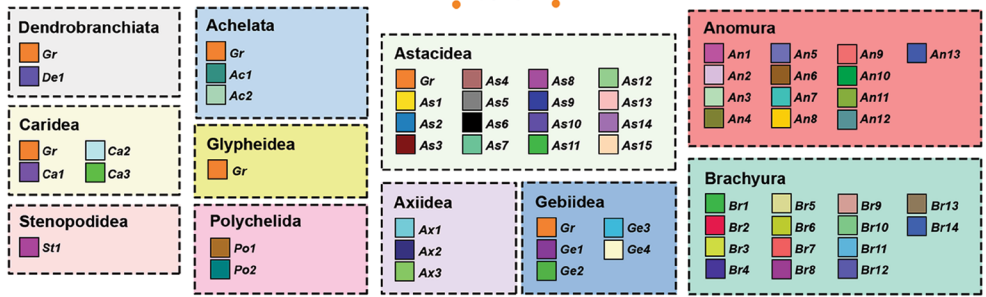 Dendrobranchiata
Gr
De1
Caridea
Gr Ca2
Ca1 Ca3
Stenopodidea
St1
Achelata
Gr
Ac1
Ac2
Glypheidea
Gr
Polychelida
Po1
Po2
Astacidea
Gr As4 As8 As12
As1 As5 As9 As13
As2 As6 As10 As14
As3 As7 As11 As15
Axiidea
Ax1
Ax2
Ax3
Gebiidea
Gr Ge3
Ge1 Ge4
Ge2
Anomura
An1 An5 An9 An13
An2 An6 An10
An3 An7 An11
An4 An8 An12
Brachyura
Br1 Br5 Br9 Br13
Br2 Br6 Br10 Br14
Br3 Br7 Br11
Br4 Br8 Br12